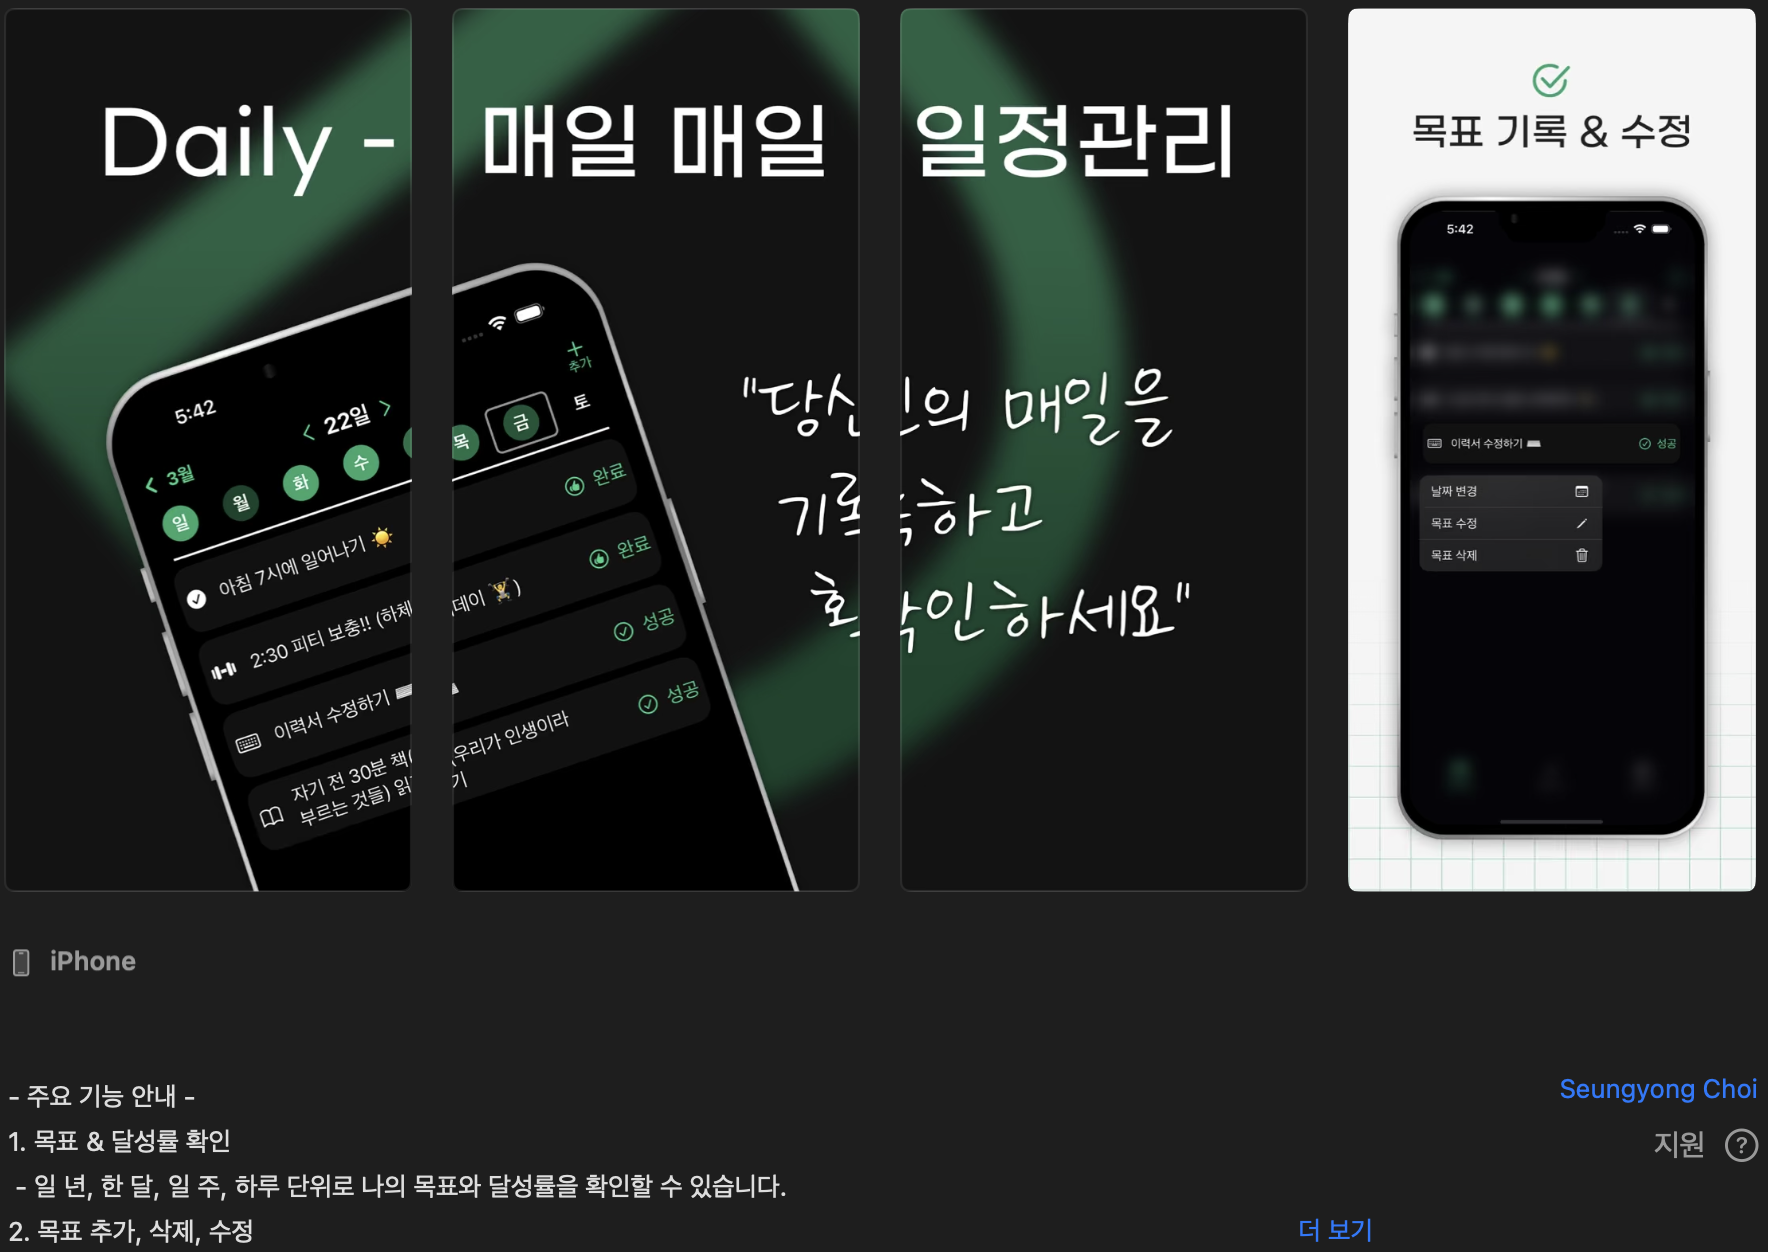 Daily - 매일 매일 일정관리
5:42
추가
< 22일 >
< 3월
일 월 화 수 목 금 토
아침 7시에 일어나기 ☀️ 완료
2:30 피티 보충!! (하체 데이 🏋️) 완료
이력서 수정하기 성공
자기 전 30분 책 (우리가 인생이라 성공
부르는 것들) 읽 기
"당신의 매일을
기록하고
확인하세요"
목표 기록 & 수정
5:42
이력서 수정하기 성공
날짜 변경
목표 수정
목표 삭제
iPhone
- 주요 기능 안내 -
1. 목표 & 달성률 확인
- 일 년, 한 달, 일 주, 하루 단위로 나의 목표와 달성률을 확인할 수 있습니다.
2. 목표 추가, 삭제, 수정
더 보기
Seungyong Choi
지원 ?